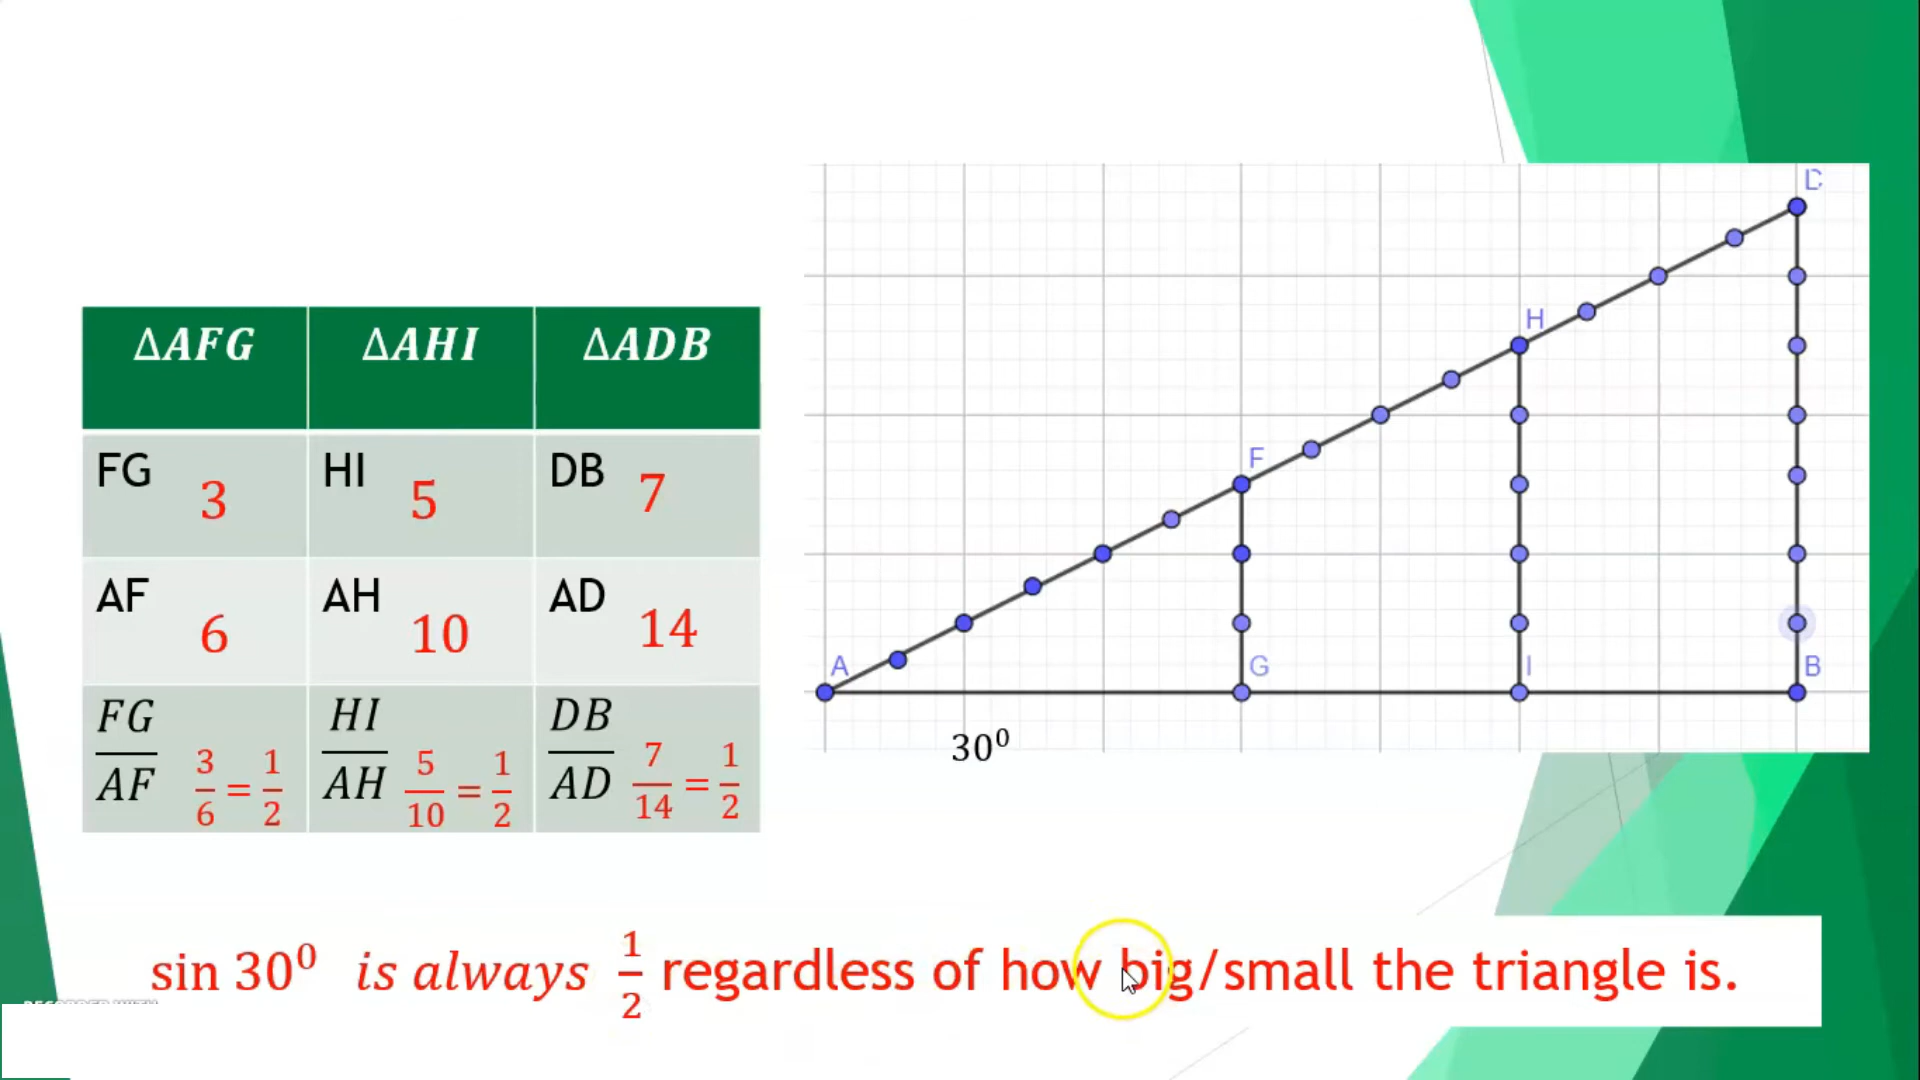 ΔAFG ΔAHI ΔADB
FG 3 HI 5 DB 7
AF 6 AH 10 AD 14
FG/AF 3/6 = 1/2 HI/AH 5/10 = 1/2 DB/AD 7/14 = 1/2
D
H
F
A G I B
30⁰
sin 30⁰ is always 1/2 regardless of how big/small the triangle is.
RECORDED WITH